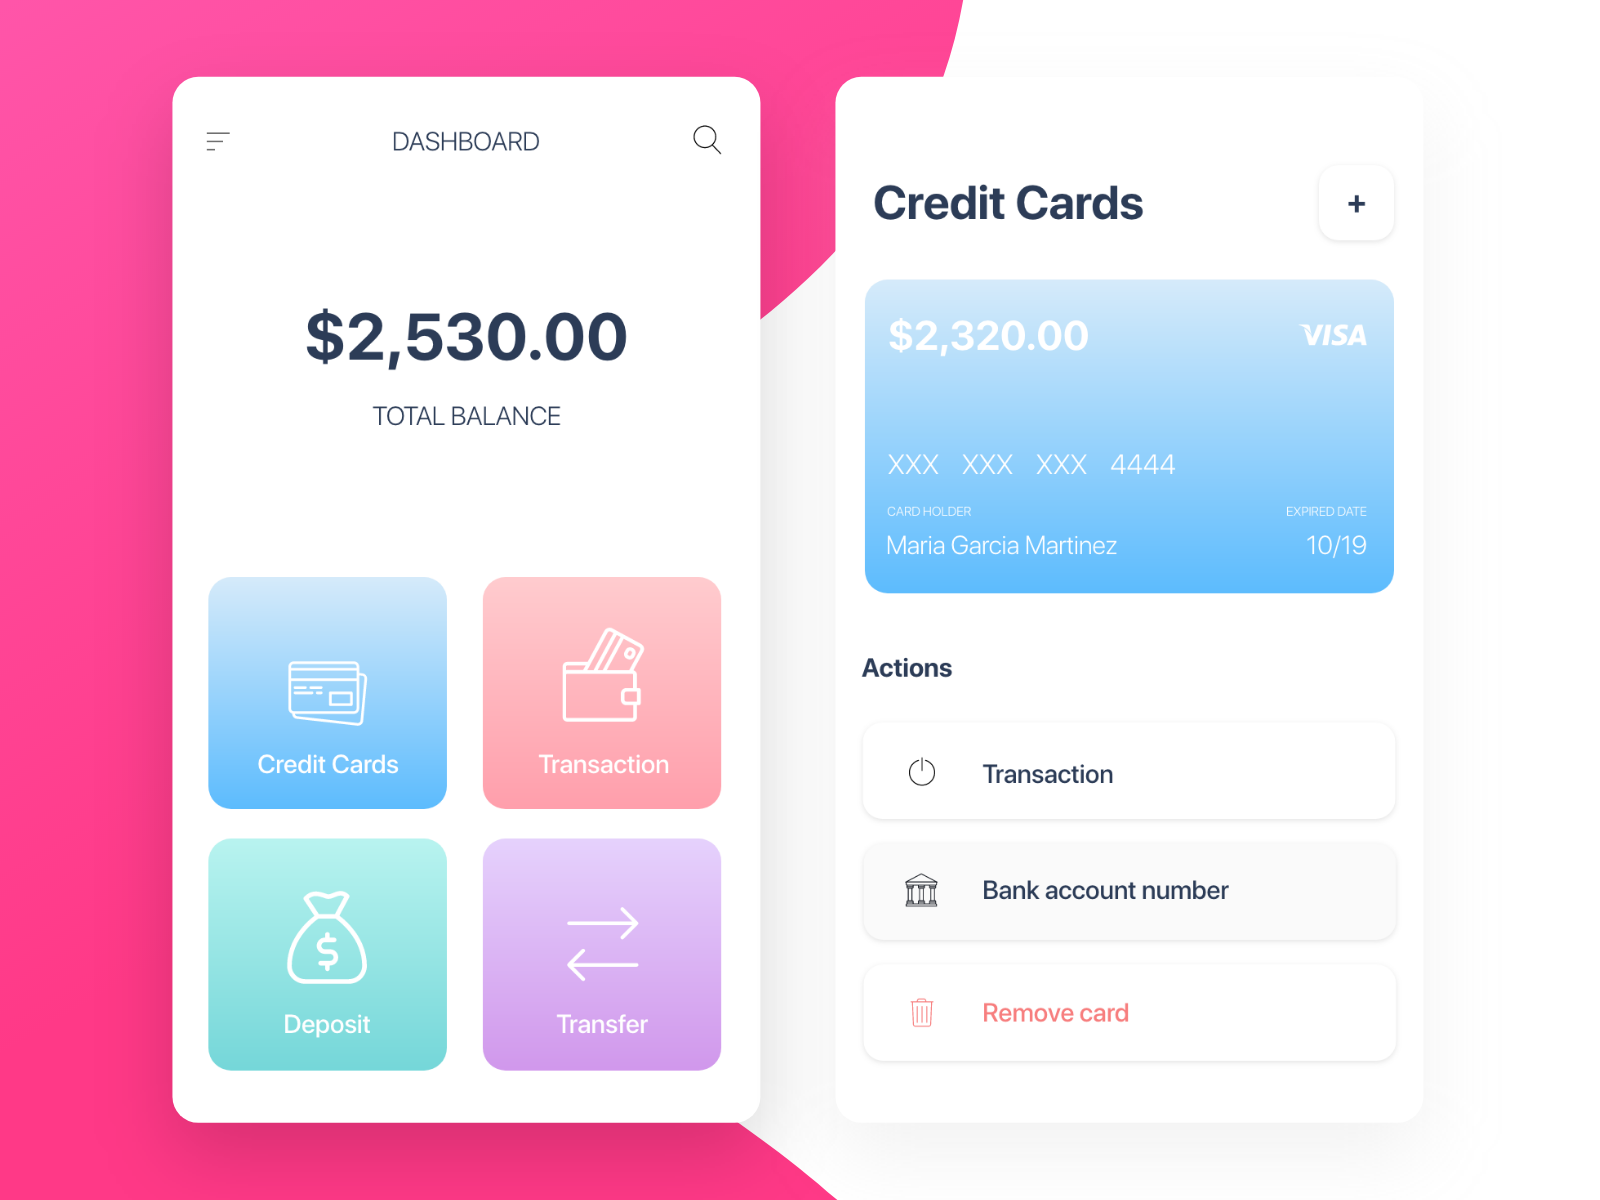 DASHBOARD
$2,530.00
TOTAL BALANCE
Credit Cards
Transaction
$
Deposit
Transfer
Credit Cards
+
$2,320.00
VISA
XXX XXX XXX 4444
CARD HOLDER
EXPIRED DATE
Maria Garcia Martinez
10/19
Actions
Transaction
Bank account number
Remove card